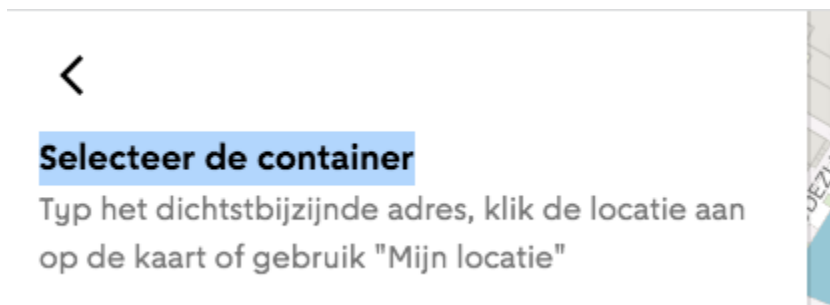 Selecteer de container
Typ het dichtstbijzijnde adres, klik de locatie aan
op de kaart of gebruik "Mijn locatie"